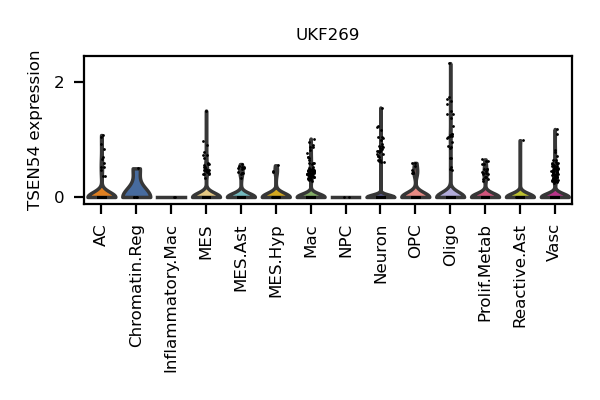 UKF269
TSEN54 expression
2
0
AC
Chromatin.Reg
Inflammatory.Mac
MES
MES.Ast
MES.Hyp
Mac
NPC
Neuron
OPC
Oligo
Prolif.Metab
Reactive.Ast
Vasc